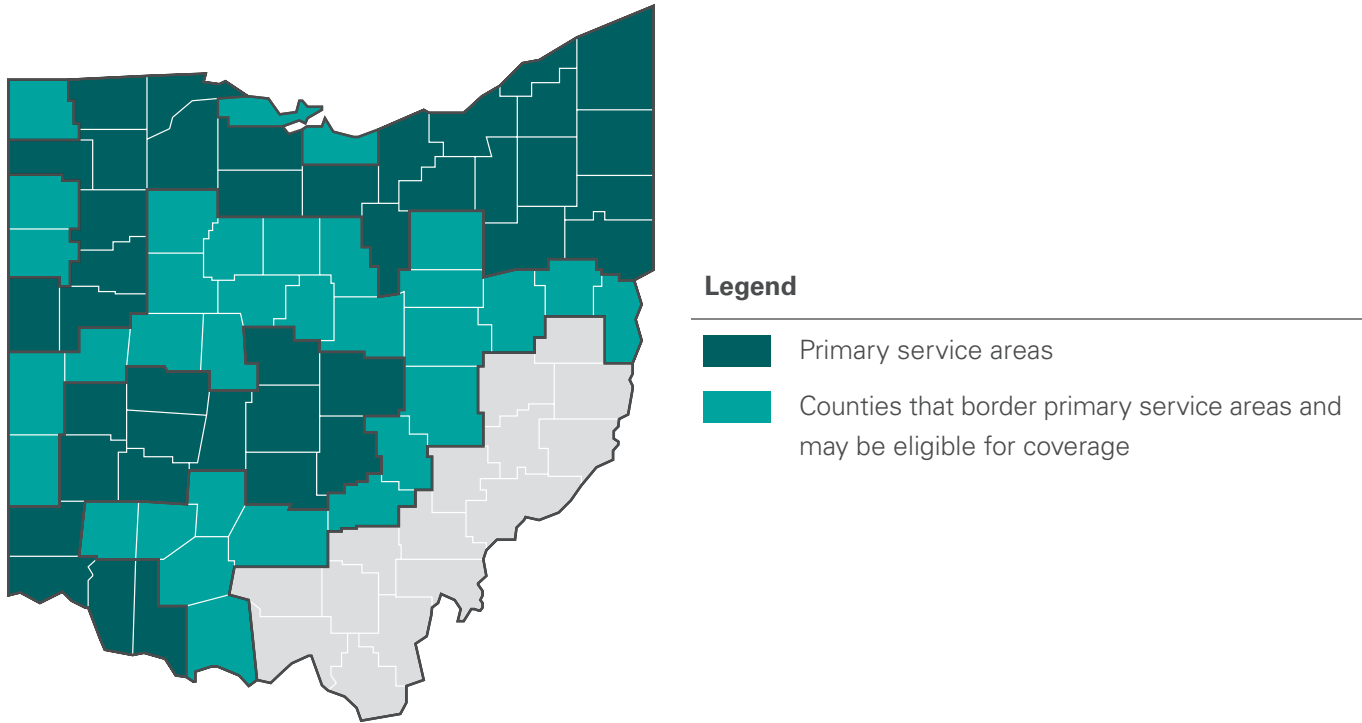 Legend
Primary service areas
Counties that border primary service areas and
may be eligible for coverage